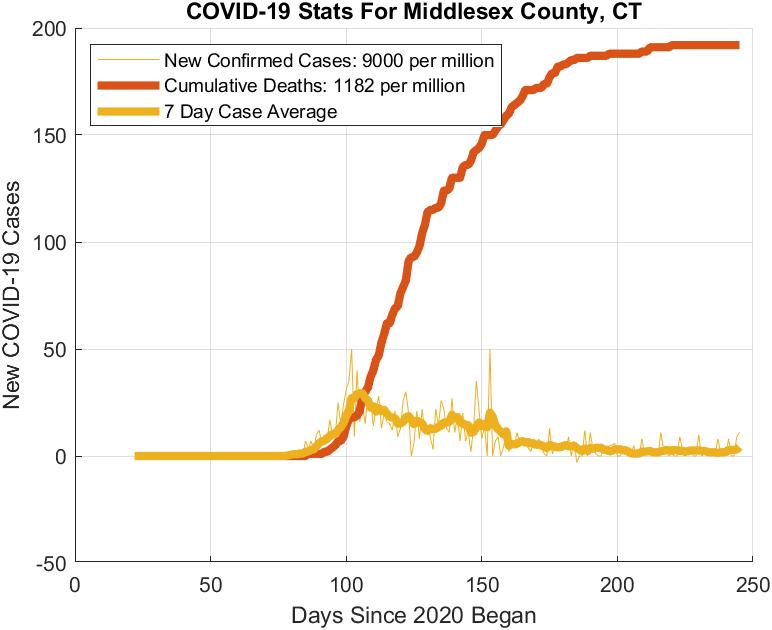 COVID-19 Stats For Middlesex County, CT
200
150
100
50
0
-50
New COVID-19 Cases
New Confirmed Cases: 9000 per million
Cumulative Deaths: 1182 per million
7 Day Case Average
0 50 100 150 200 250
Days Since 2020 Began